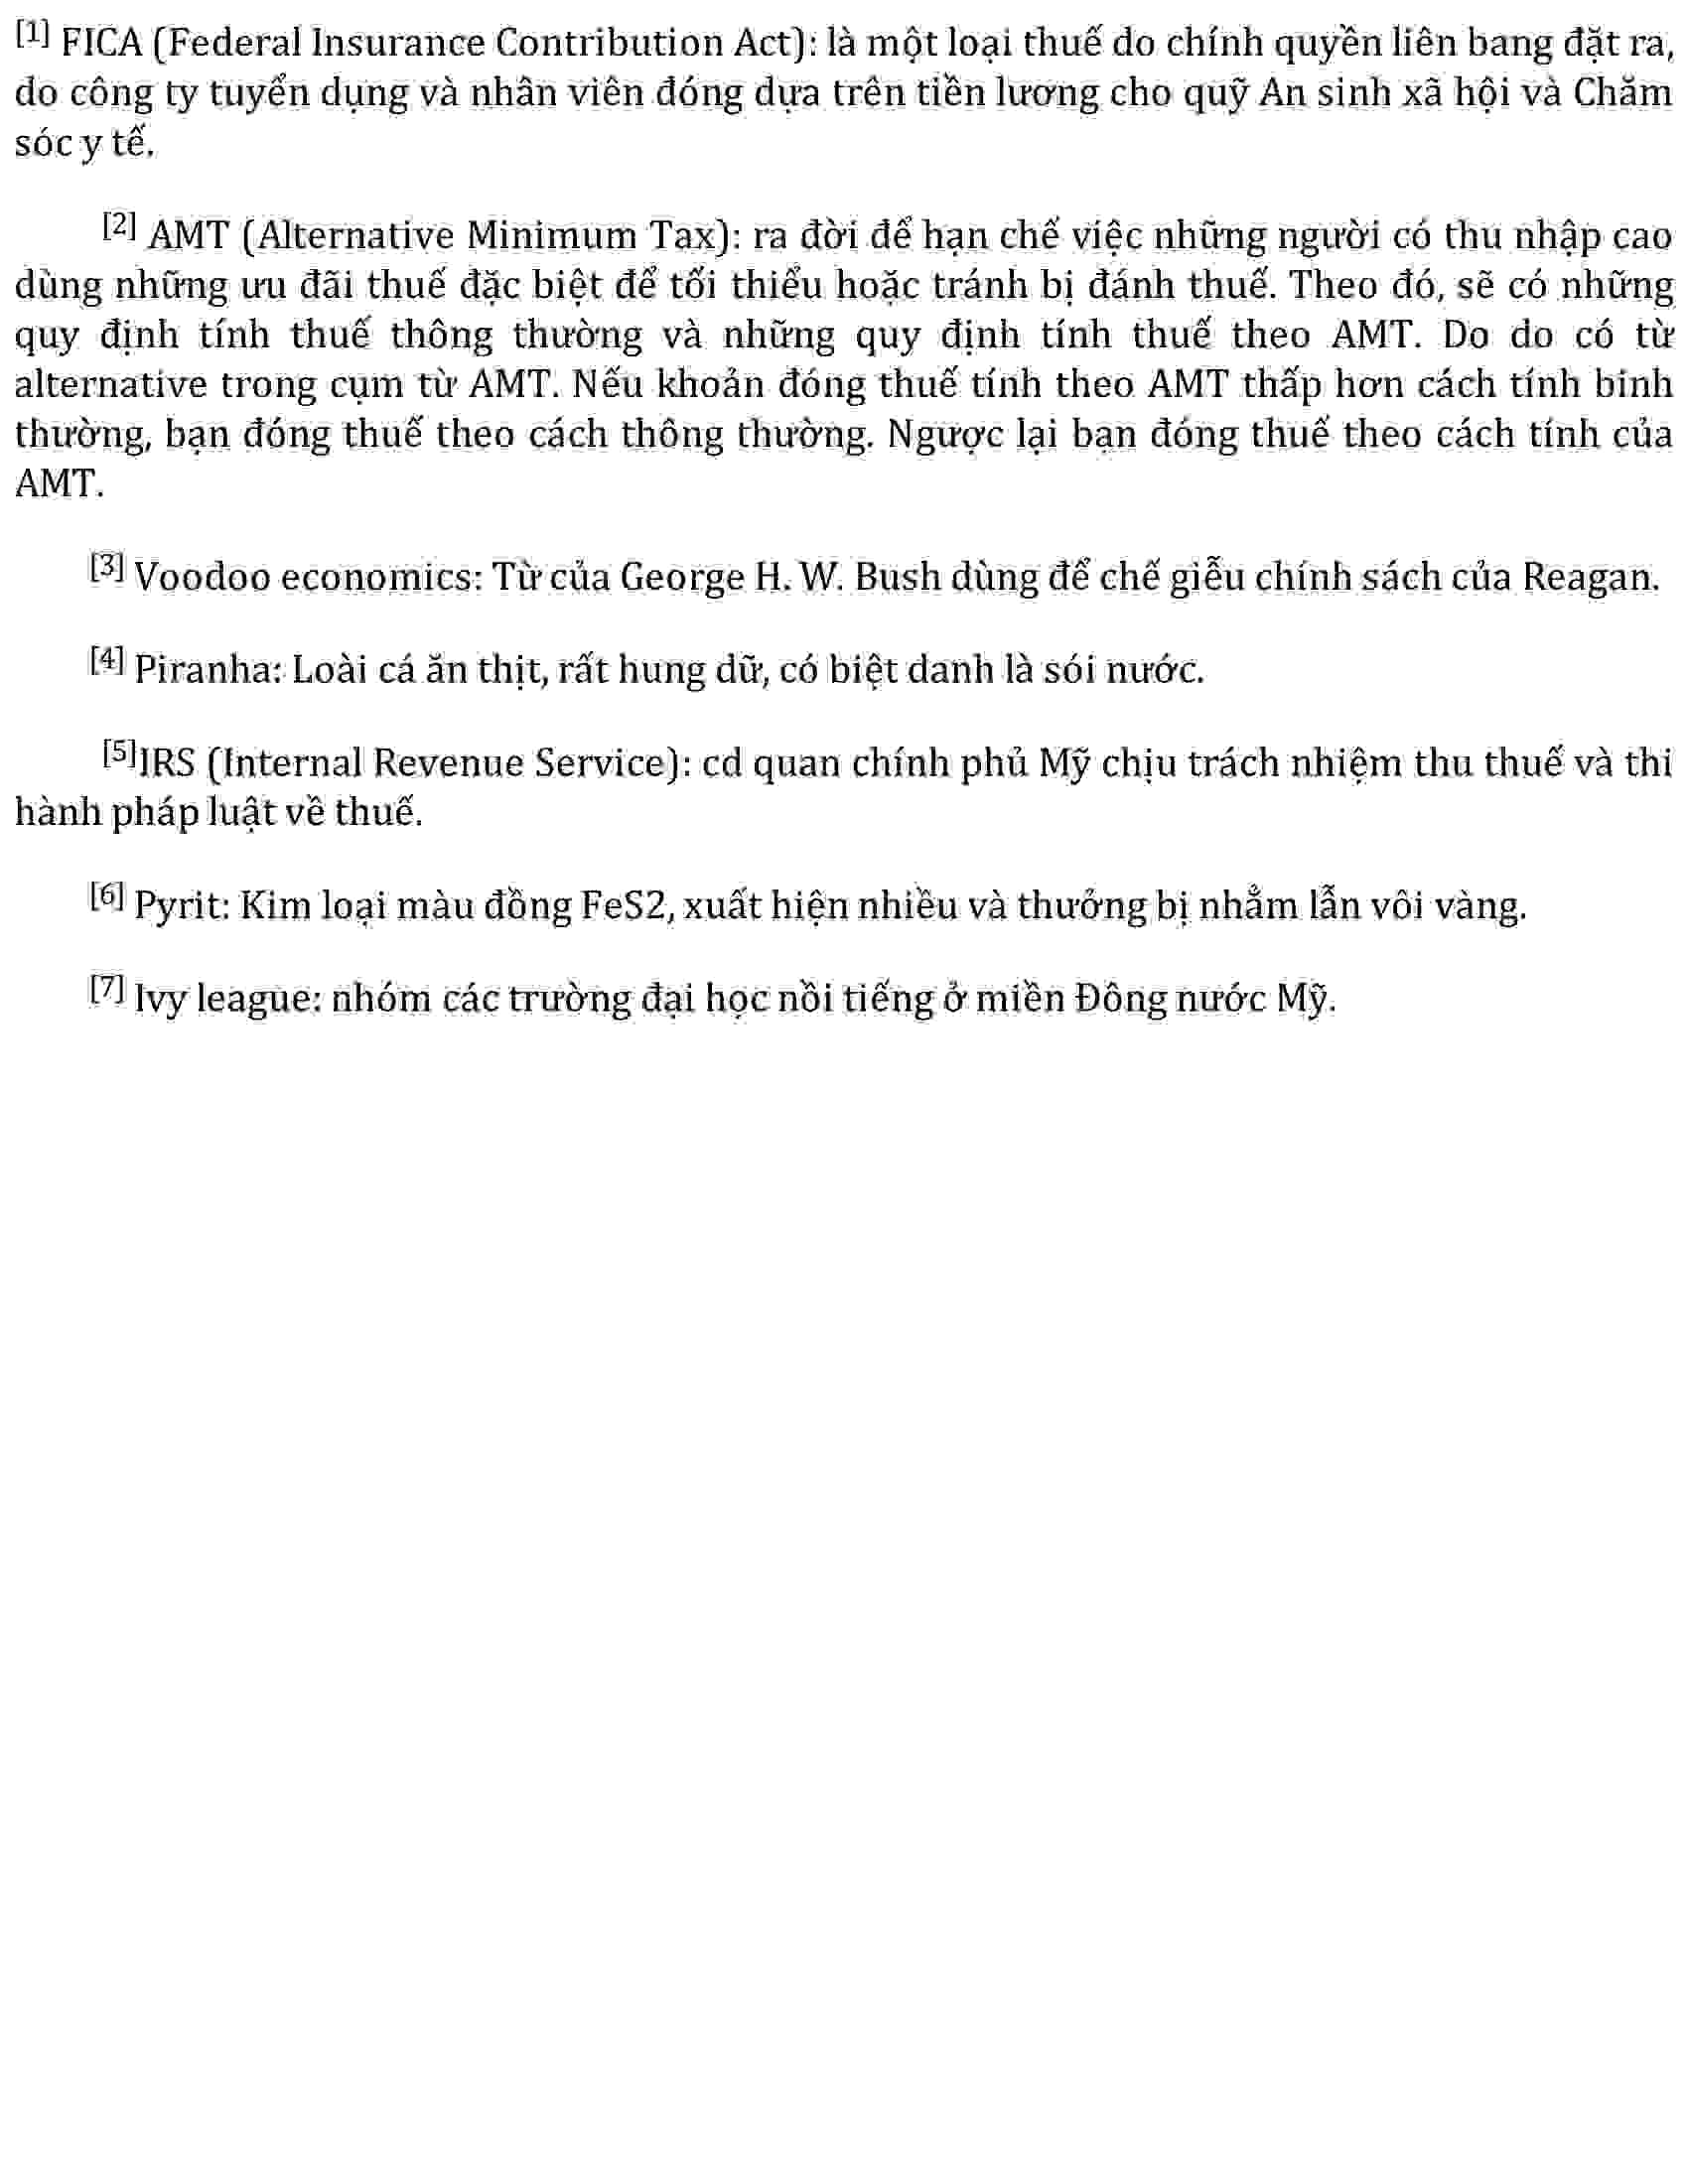 [1] FICA (Federal Insurance Contribution Act): là một loại thuế do chính quyền liên bang đặt ra,
do công ty tuyển dụng và nhân viên đóng dựa trên tiền lương cho quỹ An sinh xã hội và Chăm
sóc y tế.
[2] AMT (Alternative Minimum Tax): ra đời để hạn chế việc những người có thu nhập cao
dùng những ưu đãi thuế đặc biệt để tối thiểu hoặc tránh bị đánh thuế. Theo đó, sẽ có những
quy định tính thuế thông thường và những quy định tính thuế theo AMT. Do do có từ
alternative trong cụm từ AMT. Nếu khoản đóng thuế tính theo AMT thấp hơn cách tính bình
thường, bạn đóng thuế theo cách thông thường. Ngược lại bạn đóng thuế theo cách tính của
AMT.
[3] Voodoo economics: Từ của George H. W. Bush dùng để chế giễu chính sách của Reagan.
[4] Piranha: Loài cá ăn thịt, rất hung dữ, có biệt danh là sói nước.
[5]IRS (Internal Revenue Service): cd quan chính phủ Mỹ chịu trách nhiệm thu thuế và thi
hành pháp luật về thuế.
[6] Pyrit: Kim loại màu đồng FeS2, xuất hiện nhiều và thưởng bị nhẳm lẫn vôi vàng.
[7] Ivy league: nhóm các trường đại học nồi tiếng ở miền Đông nước Mỹ.